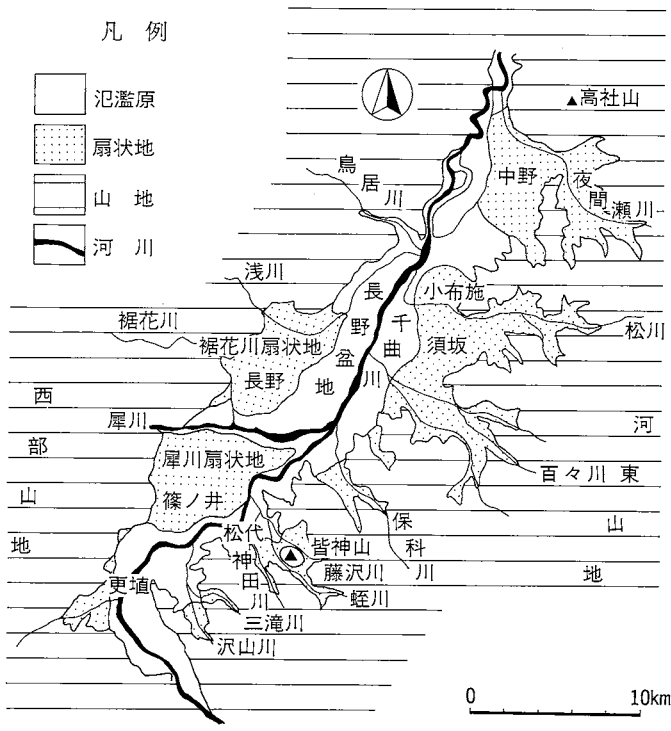 凡例
氾濫原
扇状地
山地
河川
高社山
鳥居川
中野
夜間瀬川
浅川
長野盆地
小布施
千曲川
松川
裾花川
裾花川扇状地
須坂
長野
西部山地
犀川
犀川扇状地
河東山地
百々川
篠ノ井
松代
保科川
皆神山
神田川
藤沢川
更埴
蛭川
三滝川
沢山川
0 10km